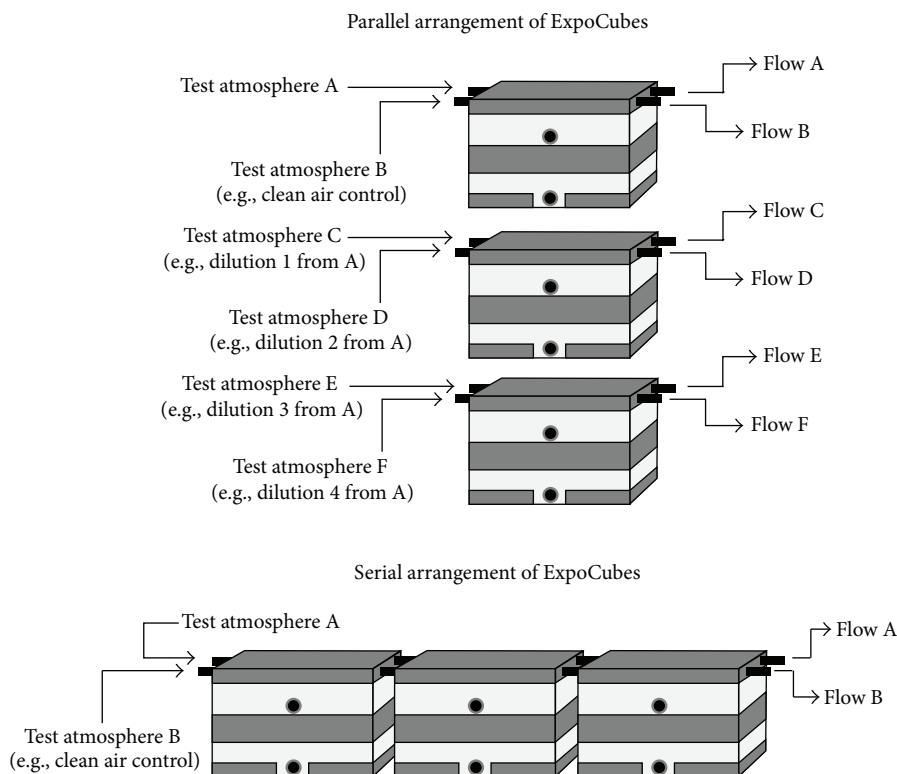 Parallel arrangement of ExpoCubes
Test atmosphere A
Flow A
Flow B
Test atmosphere B
(e.g., clean air control)
Test atmosphere C
(e.g., dilution 1 from A)
Flow C
Flow D
Test atmosphere D
(e.g., dilution 2 from A)
Test atmosphere E
(e.g., dilution 3 from A)
Flow E
Flow F
Test atmosphere F
(e.g., dilution 4 from A)
Serial arrangement of ExpoCubes
Test atmosphere A
Flow A
Flow B
Test atmosphere B
(e.g., clean air control)